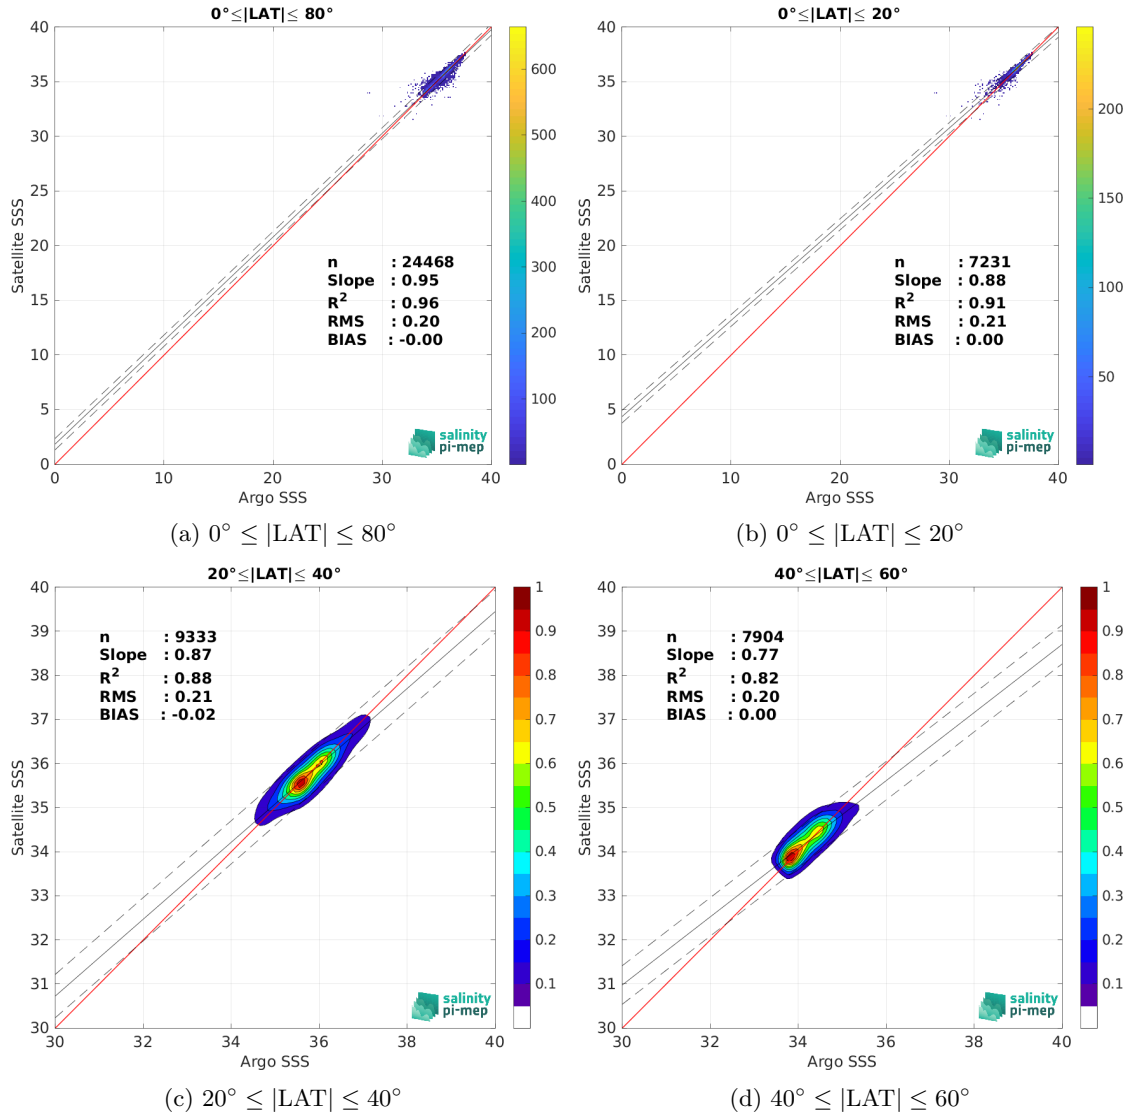 0°≤|LAT|≤ 80°
40
35
30
25
20
15
10
5
0
0
10
20
30
40
Satellite SSS
Argo SSS
n : 24468
Slope : 0.95
R² : 0.96
RMS : 0.20
BIAS : -0.00
salinity
pi-mep
600
500
400
300
200
100
(a) 0° ≤ |LAT| ≤ 80°
0°≤|LAT|≤ 20°
40
35
30
25
20
15
10
5
0
0
10
20
30
40
Satellite SSS
Argo SSS
n : 7231
Slope : 0.88
R² : 0.91
RMS : 0.21
BIAS : 0.00
salinity
pi-mep
200
150
100
50
(b) 0° ≤ |LAT| ≤ 20°
20°≤|LAT|≤ 40°
40
39
38
37
36
35
34
33
32
31
30
30
32
34
36
38
40
Satellite SSS
Argo SSS
n : 9333
Slope : 0.87
R² : 0.88
RMS : 0.21
BIAS : -0.02
salinity
pi-mep
1
0.9
0.8
0.7
0.6
0.5
0.4
0.3
0.2
0.1
(c) 20° ≤ |LAT| ≤ 40°
40°≤|LAT|≤ 60°
40
39
38
37
36
35
34
33
32
31
30
30
32
34
36
38
40
Satellite SSS
Argo SSS
n : 7904
Slope : 0.77
R² : 0.82
RMS : 0.20
BIAS : 0.00
salinity
pi-mep
1
0.9
0.8
0.7
0.6
0.5
0.4
0.3
0.2
0.1
(d) 40° ≤ |LAT| ≤ 60°